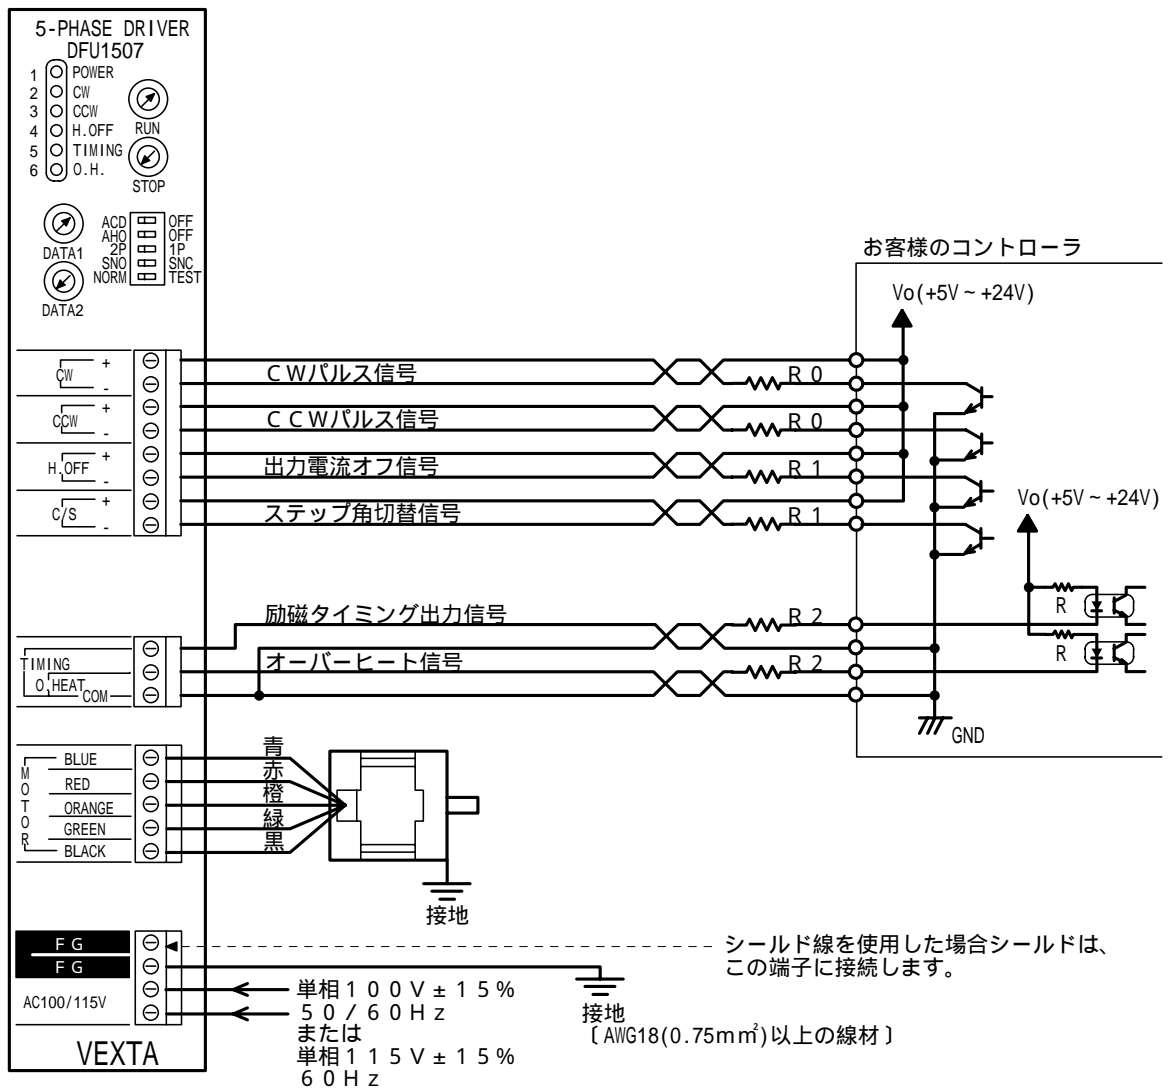 5-PHASE DRIVER
DFU1507
1 POWER
2 CW
3 CCW
4 H.OFF
5 TIMING
6 O.H.
RUN
STOP
DATA1
DATA2
ACD OFF
AHO OFF
2P 1P
SNO SNC
NORM TEST
お客様のコントローラ
Vo(+5V~+24V)
CW + -
CWパルス信号
R0
CCW + -
CCWパルス信号
R0
H.OFF + -
出力電流オフ信号
R1
C/S + -
ステップ角切替信号
R1
Vo(+5V~+24V)
R
R
励磁タイミング出力信号
R2
TIMING
オーバーヒート信号
R2
O.HEAT
COM
GND
MOTOR
BLUE 青
RED 赤
ORANGE 橙
GREEN 緑
BLACK 黒
接地
FG
FG
シールド線を使用した場合シールドは、
この端子に接続します。
AC100/115V
単相100V±15%
50/60Hz
または
単相115V±15%
60Hz
接地
〔AWG18(0.75mm²)以上の線材〕
VEXTA